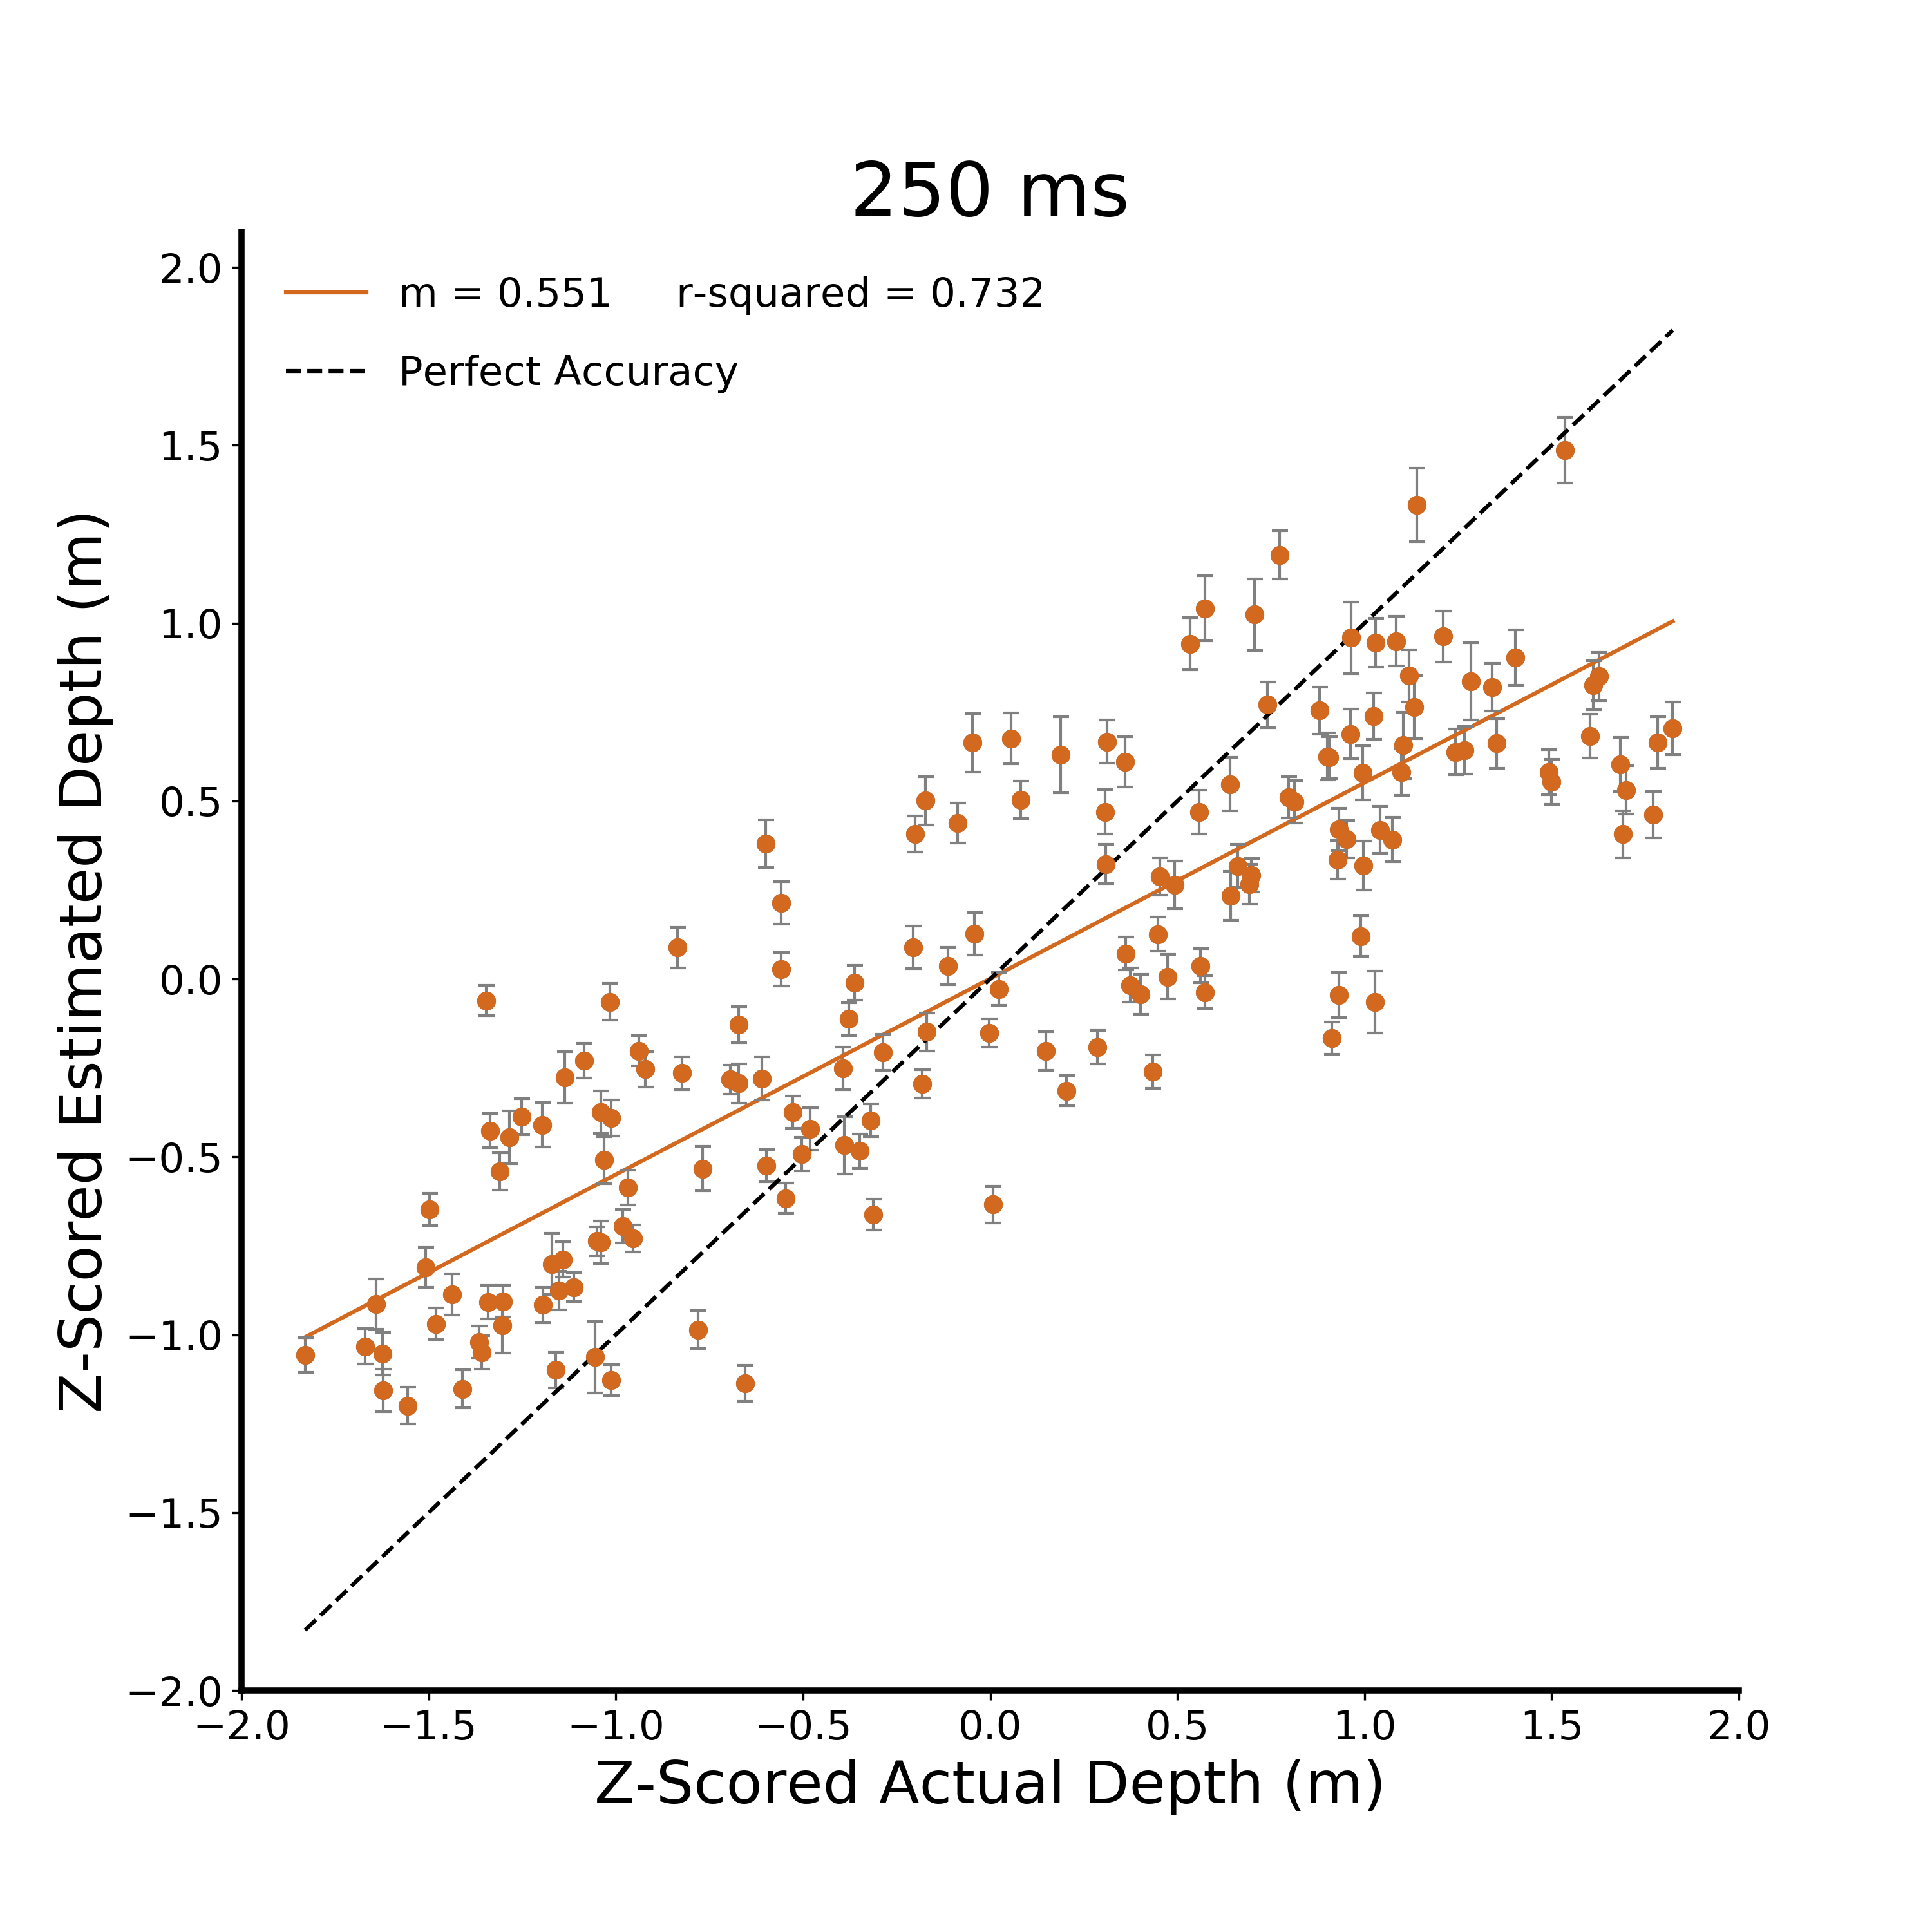 250 ms
m = 0.551 r-squared = 0.732
Perfect Accuracy
Z-Scored Estimated Depth (m)
2.0
1.5
1.0
0.5
0.0
−0.5
−1.0
−1.5
−2.0
−2.0 −1.5 −1.0 −0.5 0.0 0.5 1.0 1.5 2.0
Z-Scored Actual Depth (m)